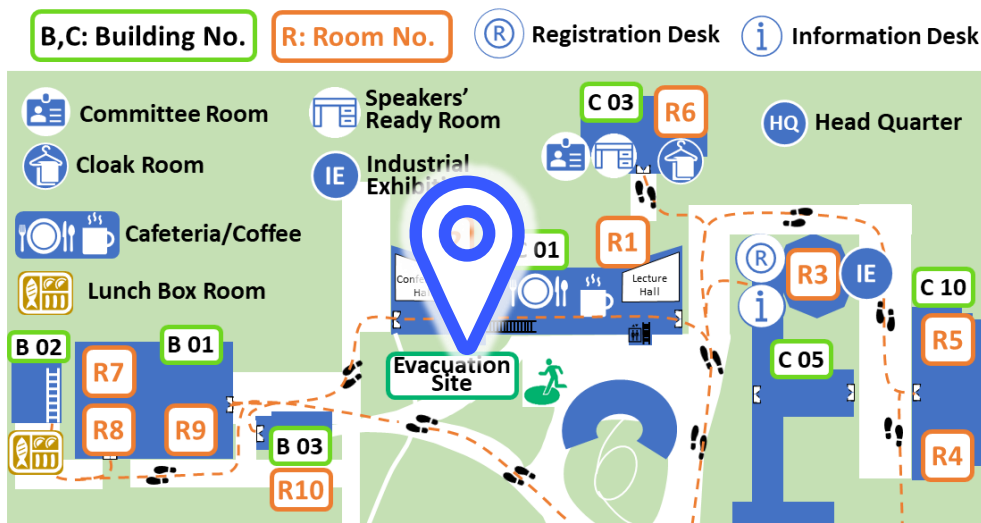 B,C: Building No.
R: Room No.
R
Registration Desk
i
Information Desk
Committee Room
Speakers'
Ready Room
C 03
R6
HQ
Head Quarter
Cloak Room
IE
Industrial
Cafeteria/Coffee
01
R1
R
R3
IE
Lecture
Hall
i
C 10
Lunch Box Room
R5
B 02
B 01
C 05
Evacuation
Site
R7
R8
R9
B 03
R4
R10